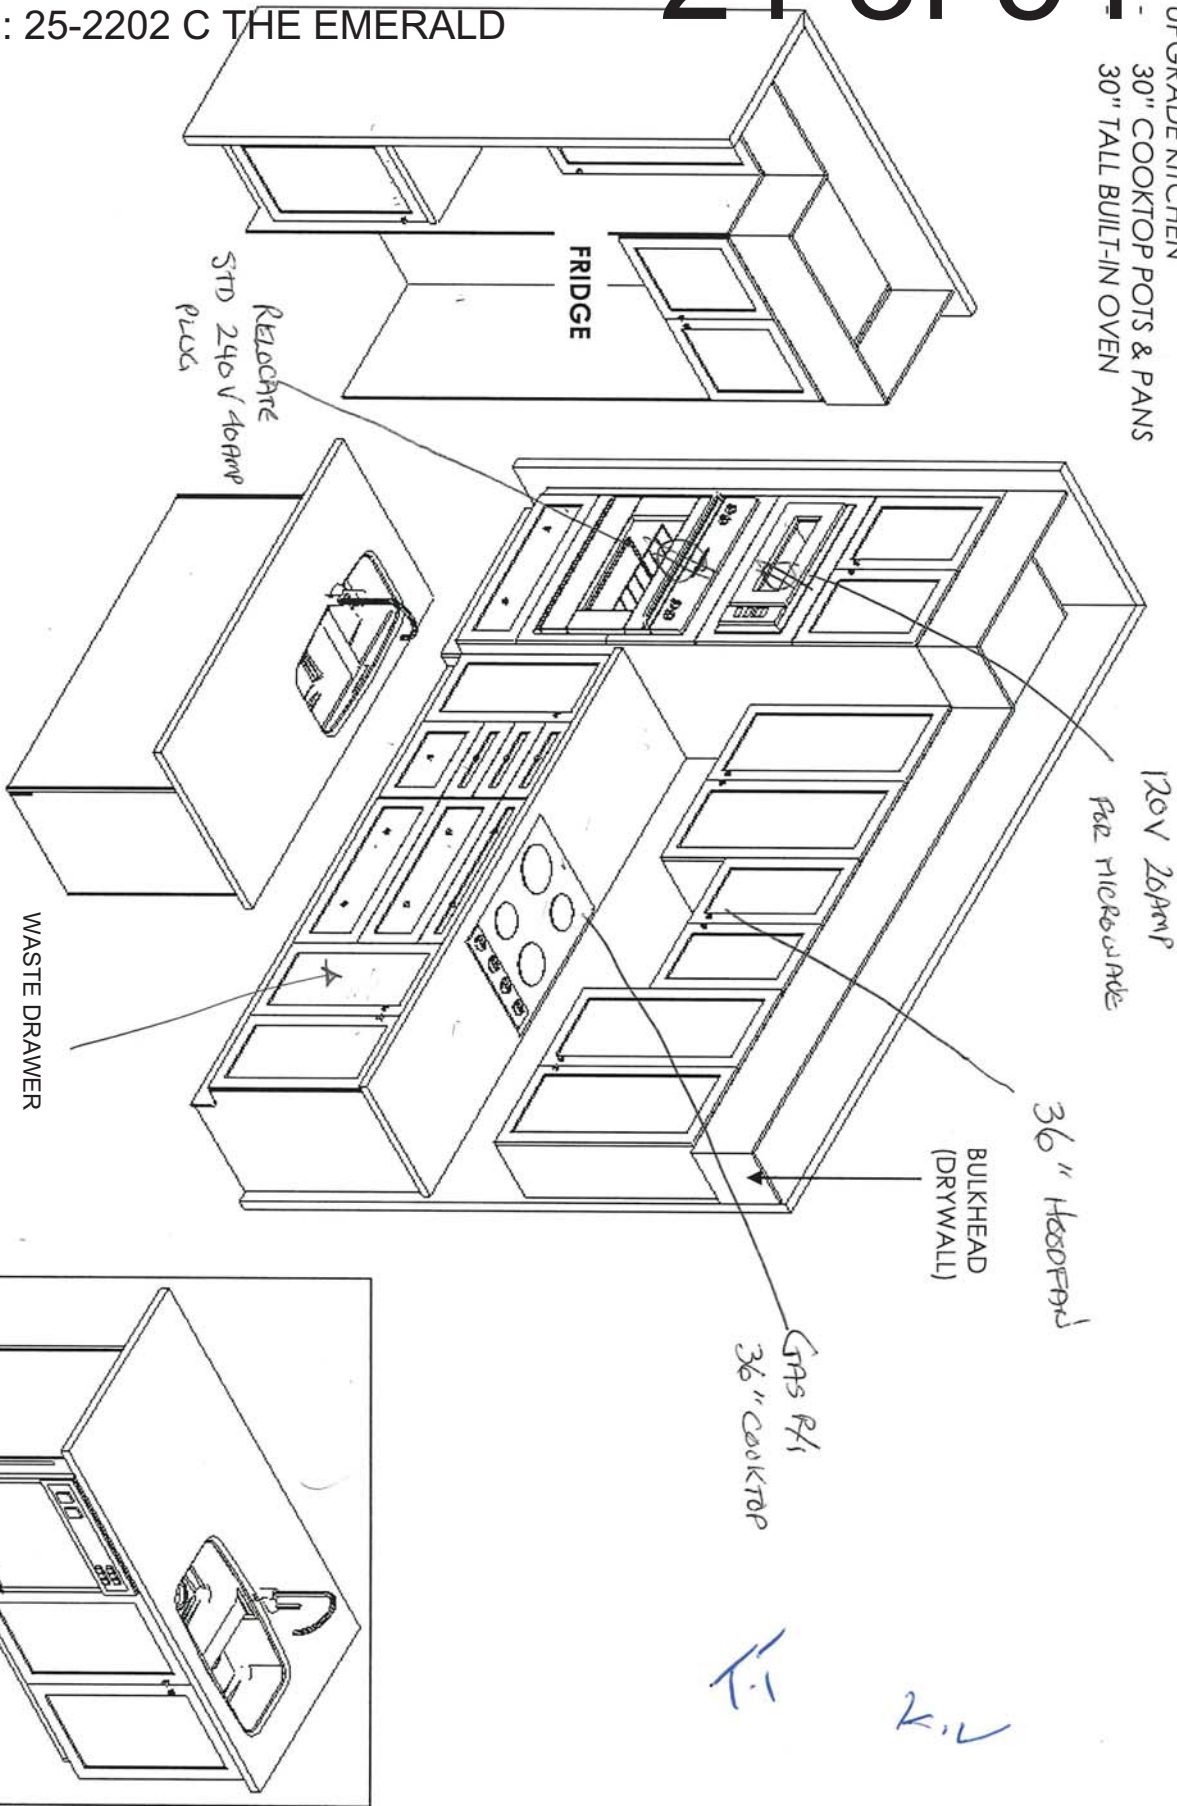 : 25-2202 C THE EMERALD
UPGRADE KITCHEN
- 30" COOKTOP POTS & PANS
- 30" TALL BUILT-IN OVEN
FRIDGE
RELOCATE
STD 240V 40AMP
PLUG
120V 20AMP
FOR MICROWAVE
36" HOODFAN
BULKHEAD
(DRYWALL)
GAS R/I
36" COOKTOP
WASTE DRAWER